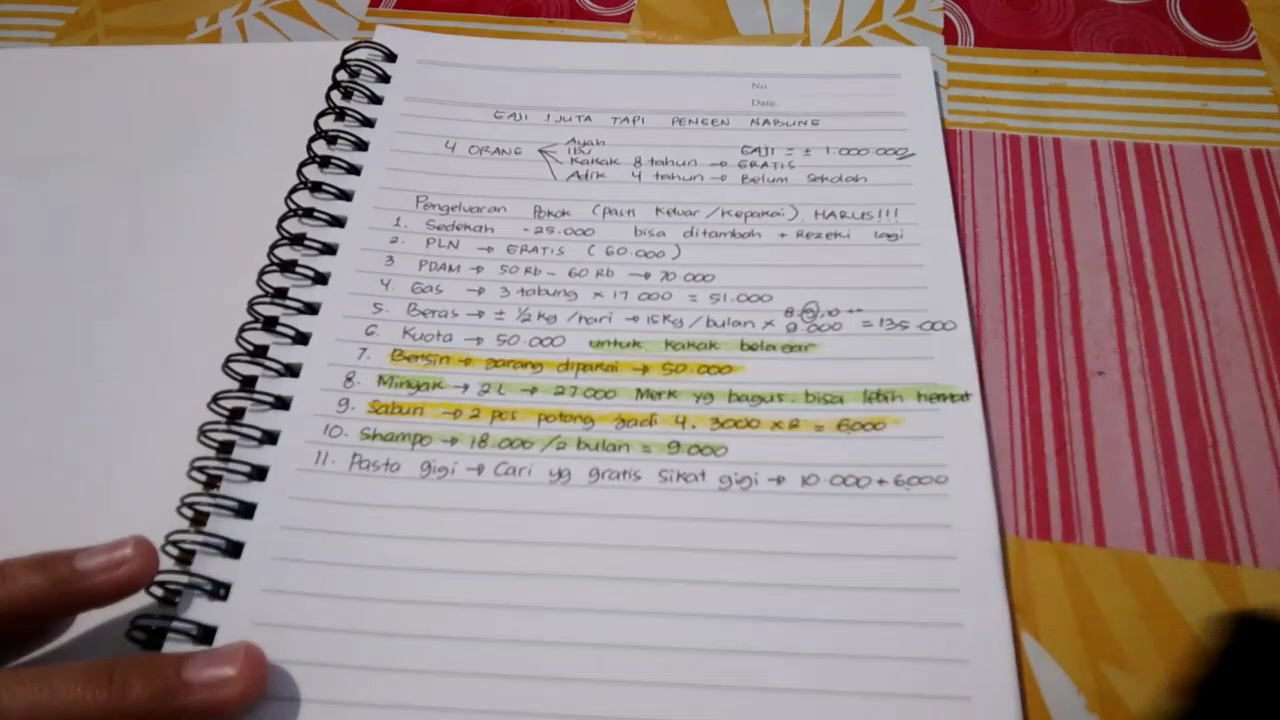 No.
Date.
GAJI 1 JUTA TAPI PENGEN NABUNG
4 ORANG
Ayah
Ibu
Kakak 8 tahun → GRATIS
Adik 4 tahun → Belum Sekolah
GAJI = ± 1.000.000
Pengeluaran Pokok (pasti Keluar/Kepakai) HARUS!!!
1. Sedekah -25.000 bisa ditambah + Rezeki lagi
2. PLN → GRATIS (60.000)
3 PDAM → 50 Rb - 60 Rb → 70.000
4. Gas → 3 tabung × 17.000 = 51.000
8.9.10
5. Beras → ± 1/2 kg /hari → 15 Kg/bulan × 9.000 = 135.000
6. Kuota → 50.000 untuk Kakak belajar
7. Bensin → jarang dipakai → 50.000
8. Minyak → 2L → 27.000 Merk yg bagus. bisa lebih hemat
9. Sabun → 2 pcs potong jadi 4. 3000 × 2 = 6000
10. Shampo → 18.000 /2 bulan = 9.000
11. Pasta gigi → Cari yg gratis Sikat gigi → 10.000 + 6.000